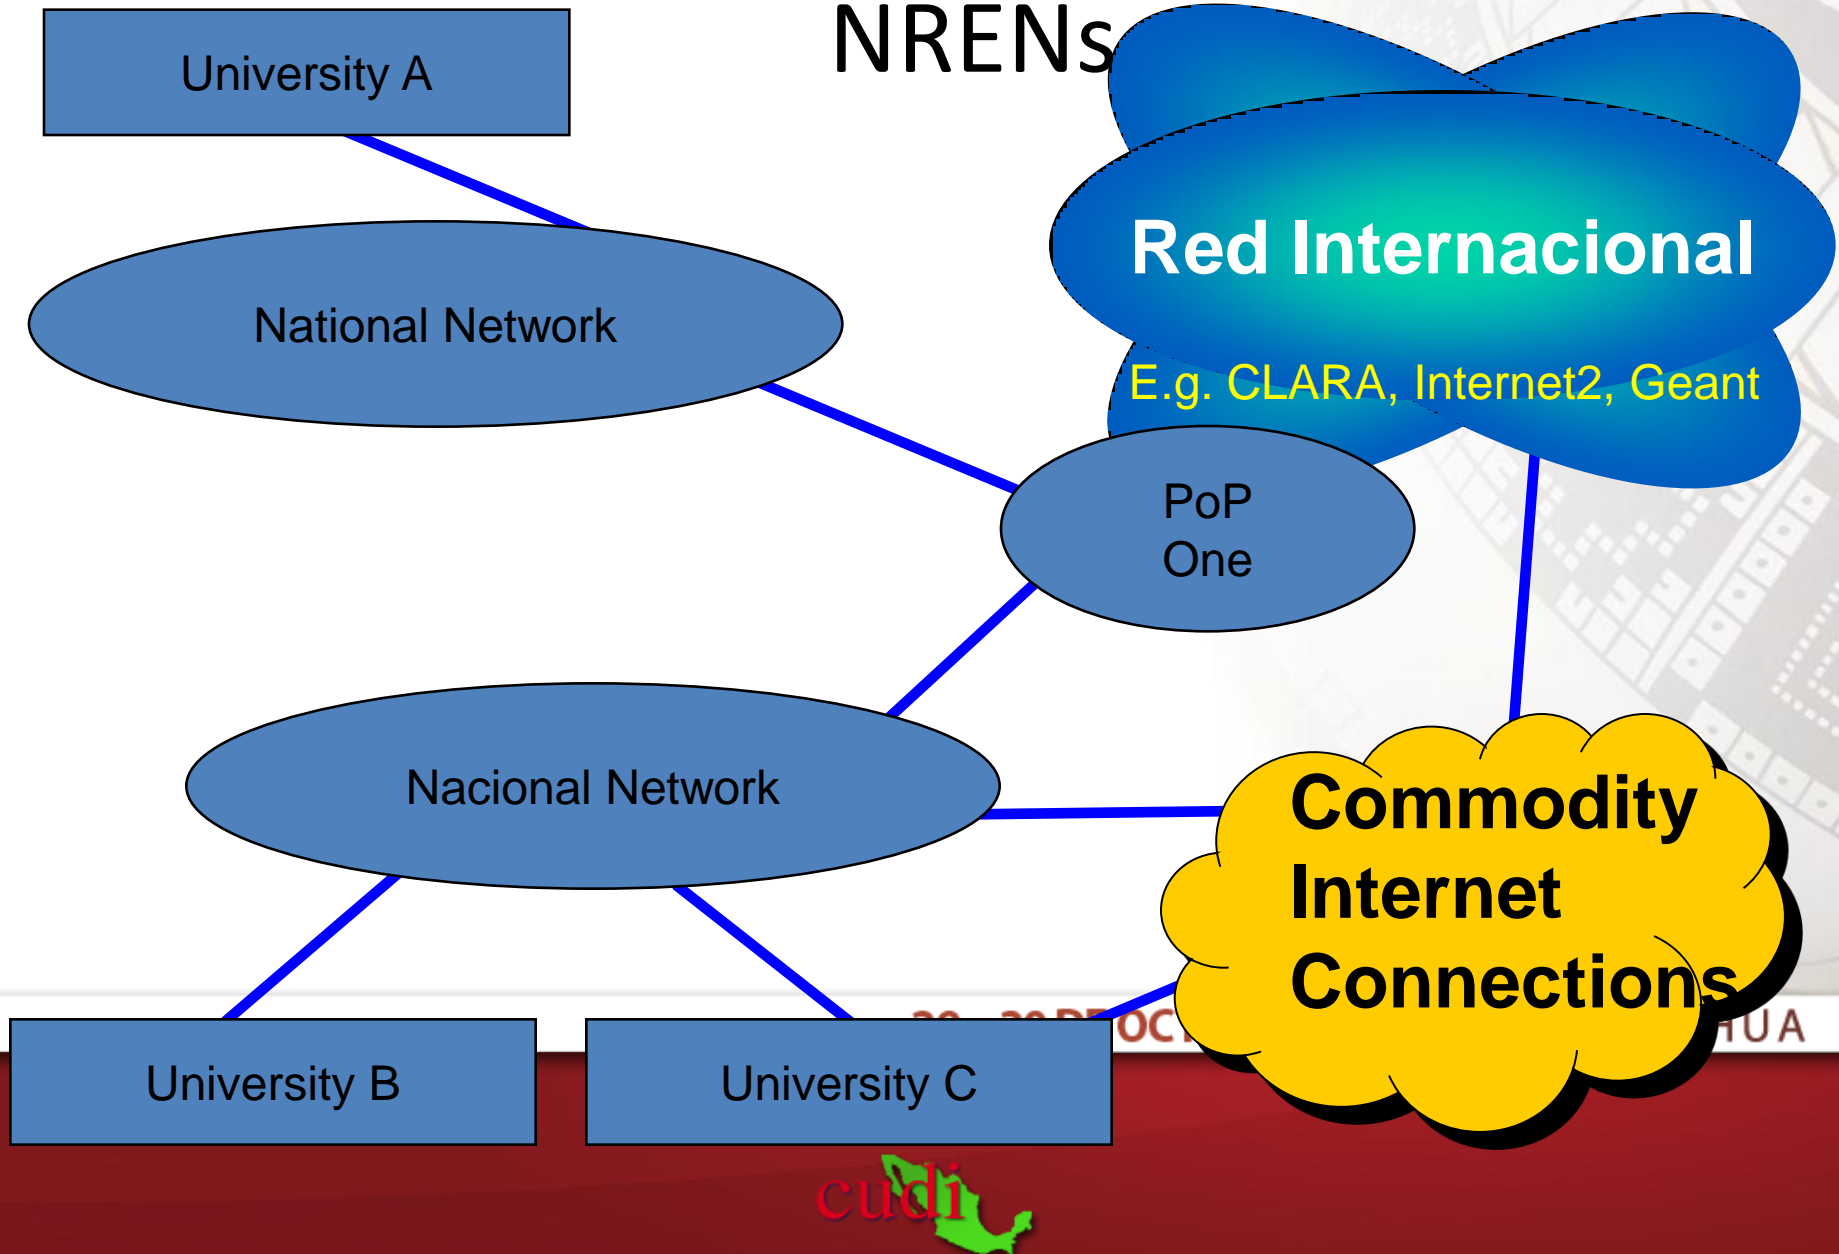 NRENs
University A
Red Internacional
National Network
E.g. CLARA, Internet2, Geant
PoP
One
Nacional Network
Commodity
Internet
Connections
University B
University C
cudi